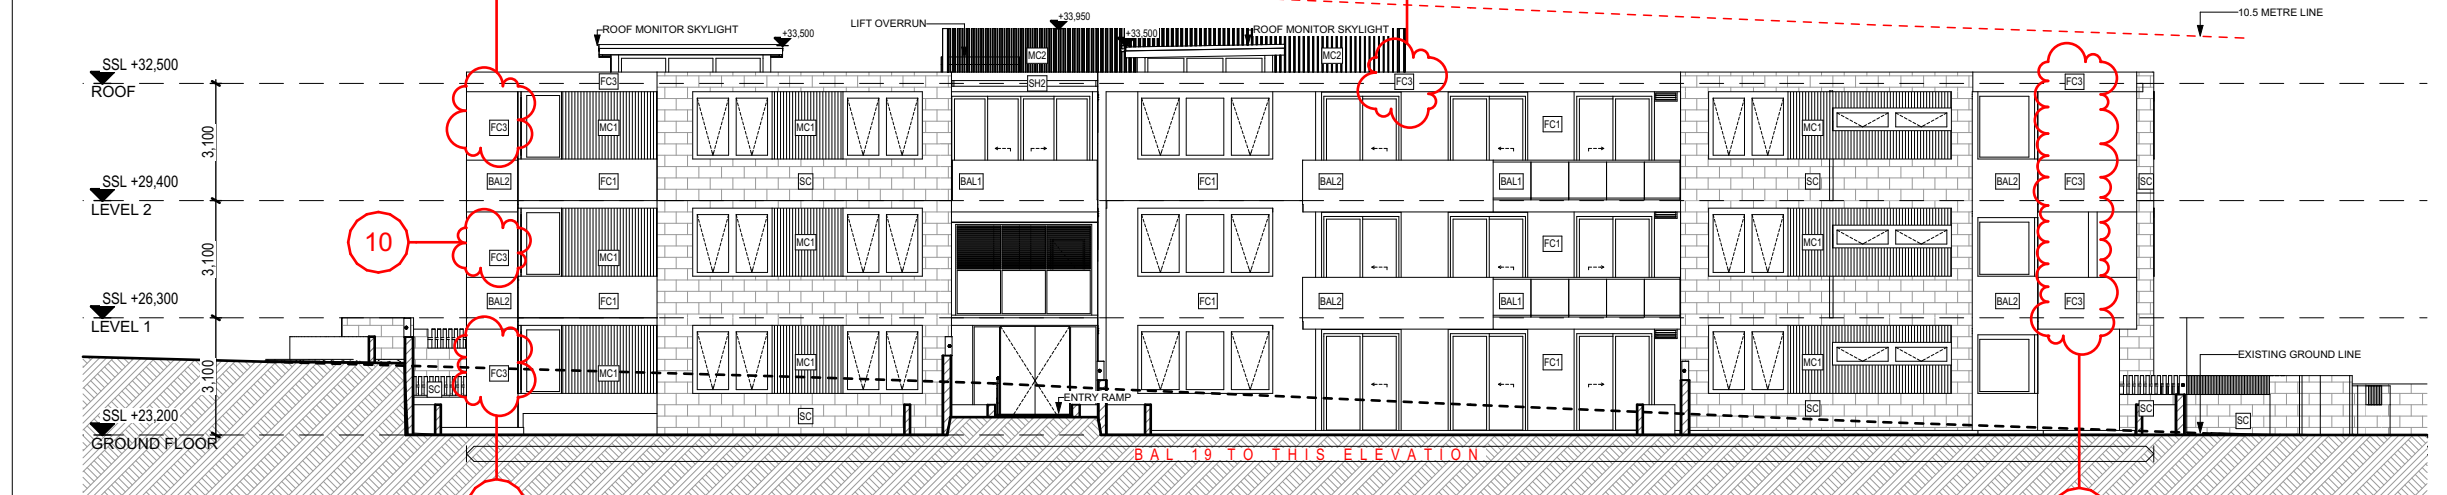 10.5 METRE LINE
+33,950
LIFT OVERRUN
ROOF MONITOR SKYLIGHT
+33,500
+33,500
ROOF MONITOR SKYLIGHT
MC2
MC2
SSL +32,500
ROOF
FC3
SH2
FC3
FC3
3,100
FC3
MC1
MC1
FC1
MC1
SSL +29,400
LEVEL 2
BAL2
FC1
SC
BAL1
FC1
BAL2
BAL1
SC
BAL2
FC3
SC
10
3,100
FC3
MC1
MC1
FC1
MC1
SSL +26,300
LEVEL 1
BAL2
FC1
FC1
BAL2
BAL1
BAL2
FC3
3,100
SC
FC3
MC1
MC1
FC1
MC1
EXISTING GROUND LINE
ENTRY RAMP
SSL +23,200
GROUND FLOOR
SC
SC
SC
SC
BAL 19 TO THIS ELEVATION